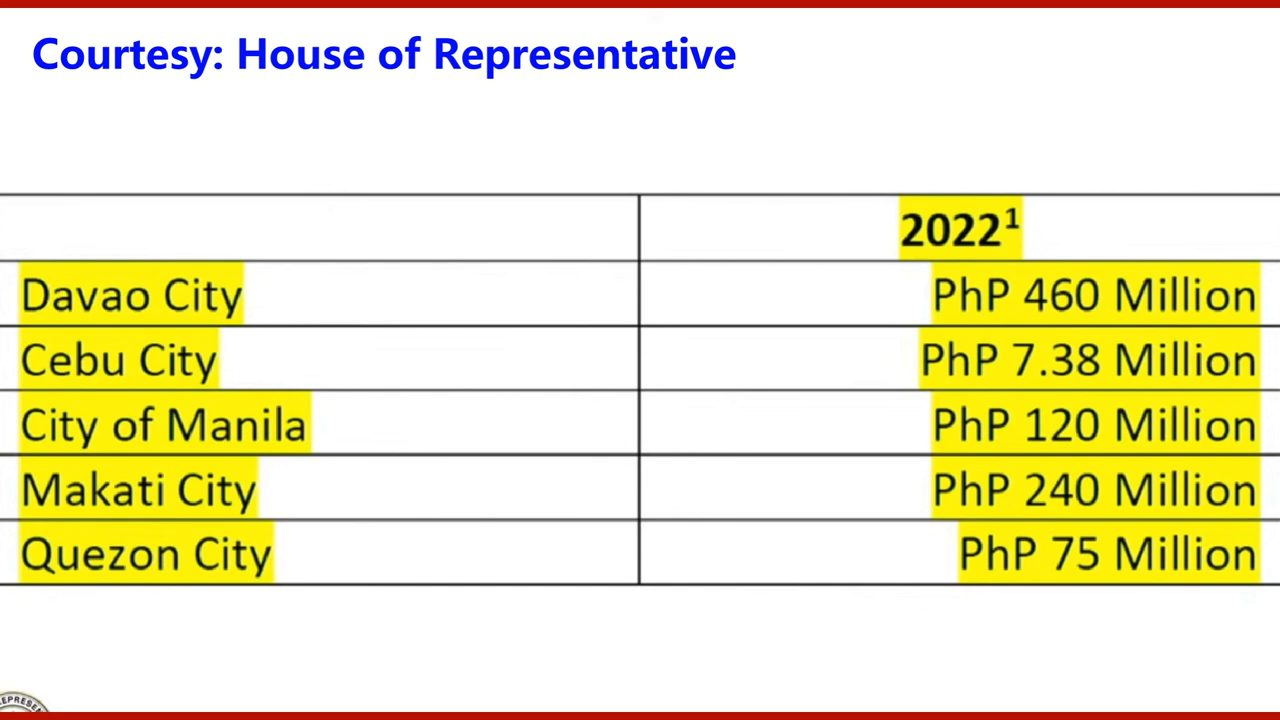 Courtesy: House of Representative
2022¹
Davao City PhP 460 Million
Cebu City PhP 7.38 Million
City of Manila PhP 120 Million
Makati City PhP 240 Million
Quezon City PhP 75 Million